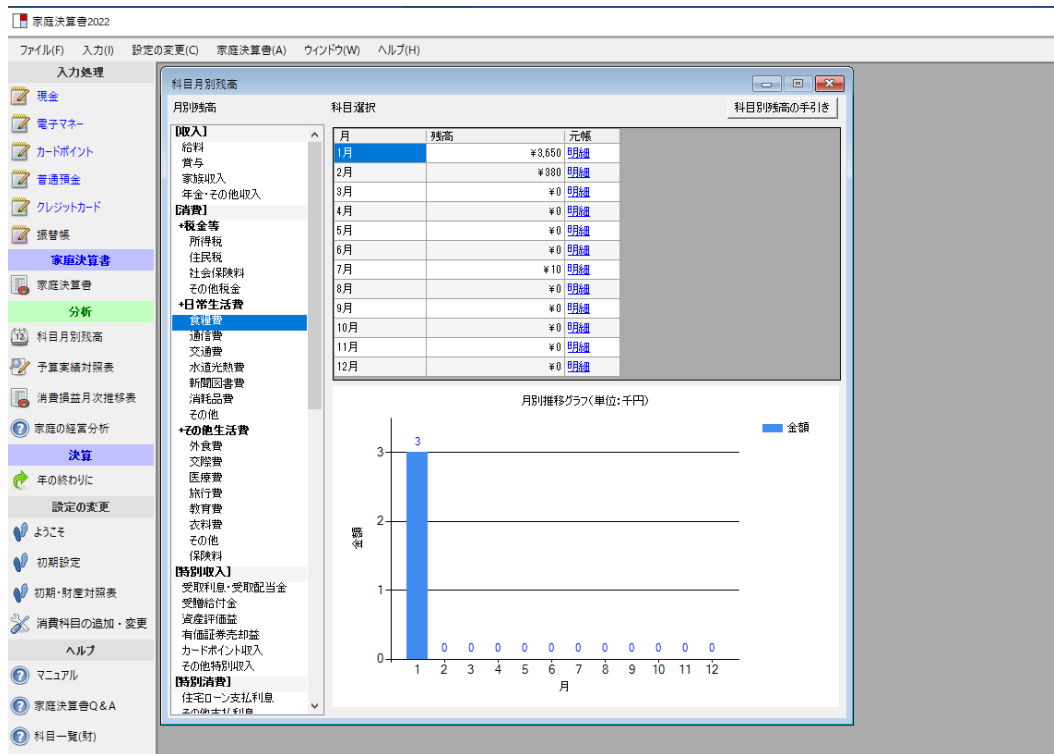 家庭決算書2022
ファイル(F) 入力(I) 設定の変更(C) 家庭決算書(A) ウィンドウ(W) ヘルプ(H)
入力処理
現金
電子マネー
カードポイント
普通預金
クレジットカード
振替帳
家庭決算書
家庭決算書
分析
科目月別残高
予算実績対照表
消費損益月次推移表
家庭の経営分析
決算
年の終わりに
設定の変更
ようこそ
初期設定
初期・財産対照表
消費科目の追加・変更
ヘルプ
マニュアル
家庭決算書Q&A
科目一覧(財)
科目月別残高
月別残高 科目選択 科目別残高の手引き
[収入]
給料
賞与
家族収入
年金・その他収入
[消費]
+税金等
所得税
住民税
社会保険料
その他税金
+日常生活費
食糧費
通信費
交通費
水道光熱費
新聞図書費
消耗品費
その他
+その他生活費
外食費
交際費
医療費
旅行費
教育費
衣料費
その他
保険料
[特別収入]
受取利息・受取配当金
受贈給付金
資産評価益
有価証券売却益
カードポイント収入
その他特別収入
[特別消費]
住宅ローン支払利息
その他支払利息
月 残高 元帳
1月 ¥3,650 明細
2月 ¥380 明細
3月 ¥0 明細
4月 ¥0 明細
5月 ¥0 明細
6月 ¥0 明細
7月 ¥10 明細
8月 ¥0 明細
9月 ¥0 明細
10月 ¥0 明細
11月 ¥0 明細
12月 ¥0 明細
月別推移グラフ(単位:千円)
金額
3
3
2
金額
1
0 0 0 0 0 0 0 0 0 0 0
0
1 2 3 4 5 6 7 8 9 10 11 12
月